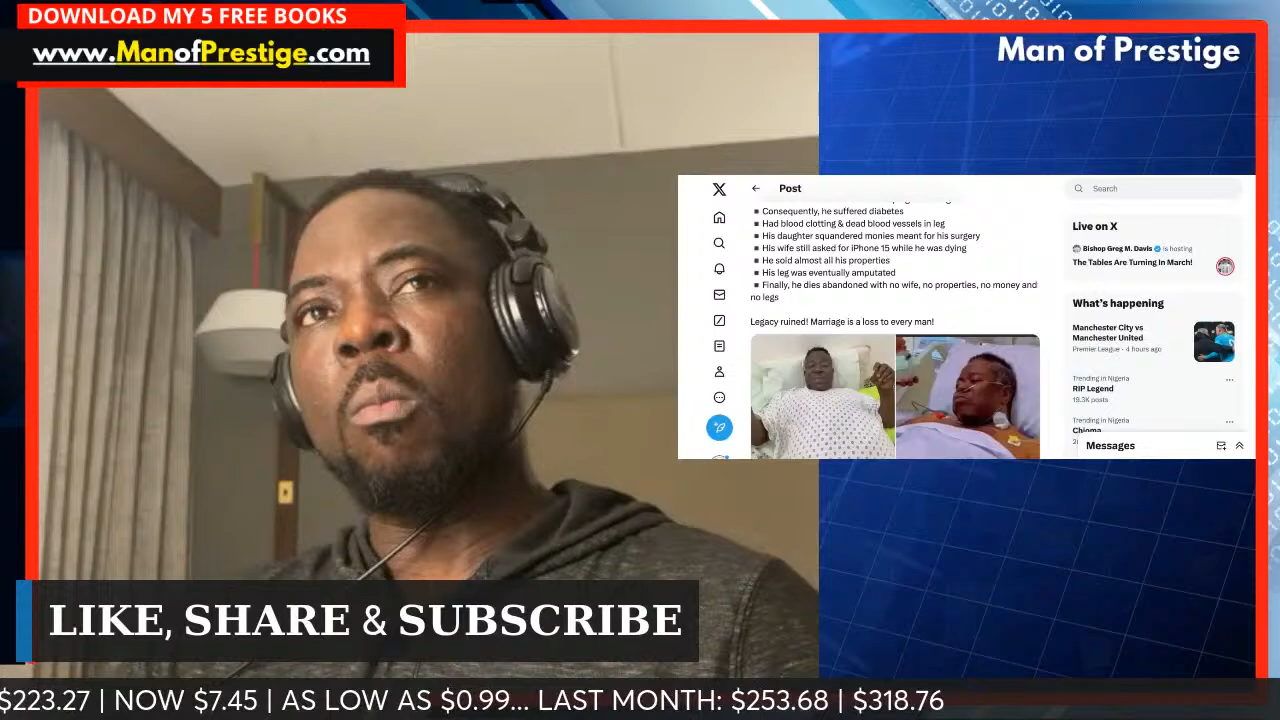 DOWNLOAD MY 5 FREE BOOKS
www.ManofPrestige.com
Man of Prestige
Post
Search
■ Consequently, he suffered diabetes
■ Had blood clotting & dead blood vessels in leg
■ His daughter squandered monies meant for his surgery
■ His wife still asked for iPhone 15 while he was dying
■ He sold almost all his properties
■ His leg was eventually amputated
■ Finally, he dies abandoned with no wife, no properties, no money and
no legs
Legacy ruined! Marriage is a loss to every man!
Live on X
Bishop Greg M. Davis is hosting
The Tables Are Turning In March!
What's happening
Manchester City vs
Manchester United
Premier League · 4 hours ago
Trending in Nigeria
RIP Legend
19.3K posts
Trending in Nigeria
Chioma
Messages
LIKE, SHARE & SUBSCRIBE
$223.27 | NOW $7.45 | AS LOW AS $0.99... LAST MONTH: $253.68 | $318.76